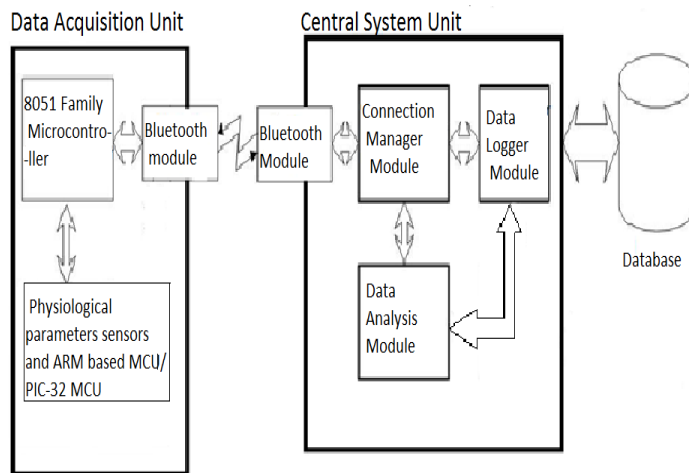 Data Acquisition Unit
Central System Unit
8051 Family
Microcontro-
-ller
Bluetooth
module
Bluetooth
Module
Connection
Manager
Module
Data
Logger
Module
Database
Physiological
parameters sensors
and ARM based MCU/
PIC-32 MCU
Data
Analysis
Module